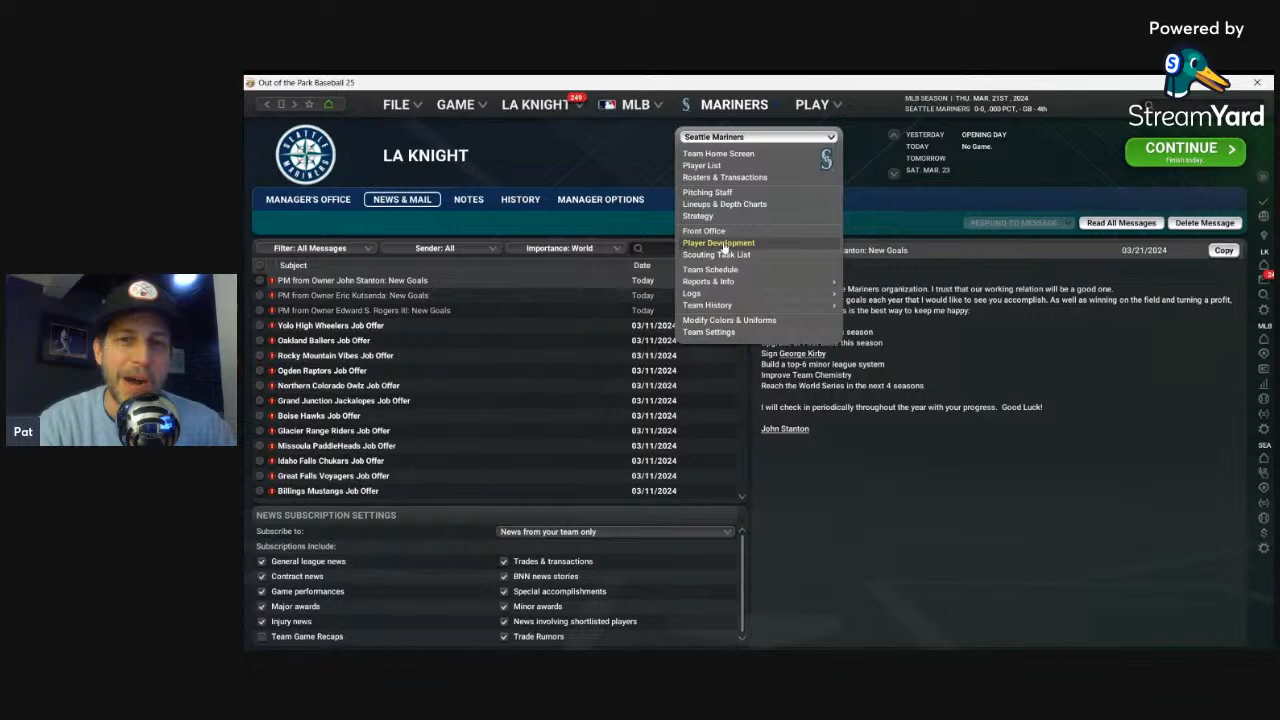 Powered by
StreamYard
Out of the Park Baseball 25
FILE
GAME
LA KNIGHT
249
MLB
MARINERS
PLAY
MLB SEASON | THU. MAR. 21ST, 2024
SEATTLE MARINERS 0-0, .000 PCT, - GB - 4th
LA KNIGHT
YESTERDAY
TODAY
TOMORROW
SAT. MAR. 23
OPENING DAY
No Game.
CONTINUE
Finish today.
MANAGER'S OFFICE
NEWS & MAIL
NOTES
HISTORY
MANAGER OPTIONS
Seattle Mariners
Team Home Screen
Player List
Rosters & Transactions
Pitching Staff
Lineups & Depth Charts
Strategy
Front Office
Player Development
Scouting Task List
Team Schedule
Reports & Info
Logs
Team History
Modify Colors & Uniforms
Team Settings
RESPOND TO MESSAGE
Read All Messages
Delete Message
Filter: All Messages
Sender: All
Importance: World
Subject
Date
PM from Owner John Stanton: New Goals Today
PM from Owner Eric Kutsenda: New Goals Today
PM from Owner Edward S. Rogers III: New Goals Today
Yolo High Wheelers Job Offer 03/11/2024
Oakland Ballers Job Offer 03/11/2024
Rocky Mountain Vibes Job Offer 03/11/2024
Ogden Raptors Job Offer 03/11/2024
Northern Colorado Owlz Job Offer 03/11/2024
Grand Junction Jackalopes Job Offer 03/11/2024
Boise Hawks Job Offer 03/11/2024
Glacier Range Riders Job Offer 03/11/2024
Missoula PaddleHeads Job Offer 03/11/2024
Idaho Falls Chukars Job Offer 03/11/2024
Great Falls Voyagers Job Offer 03/11/2024
Billings Mustangs Job Offer 03/11/2024
anton: New Goals
03/21/2024
Copy
e Mariners organization. I trust that our working relation will be a good one.
goals each year that I would like to see you accomplish. As well as winning on the field and turning a profit,
is the best way to keep me happy:
s season
this season
Sign George Kirby
Build a top-6 minor league system
Improve Team Chemistry
Reach the World Series in the next 4 seasons
I will check in periodically throughout the year with your progress. Good Luck!
John Stanton
NEWS SUBSCRIPTION SETTINGS
Subscribe to:
News from your team only
Subscriptions include:
General league news
Trades & transactions
Contract news
BNN news stories
Game performances
Special accomplishments
Major awards
Minor awards
Injury news
News involving shortlisted players
Team Game Recaps
Trade Rumors
LK
MLB
SEA
Pat